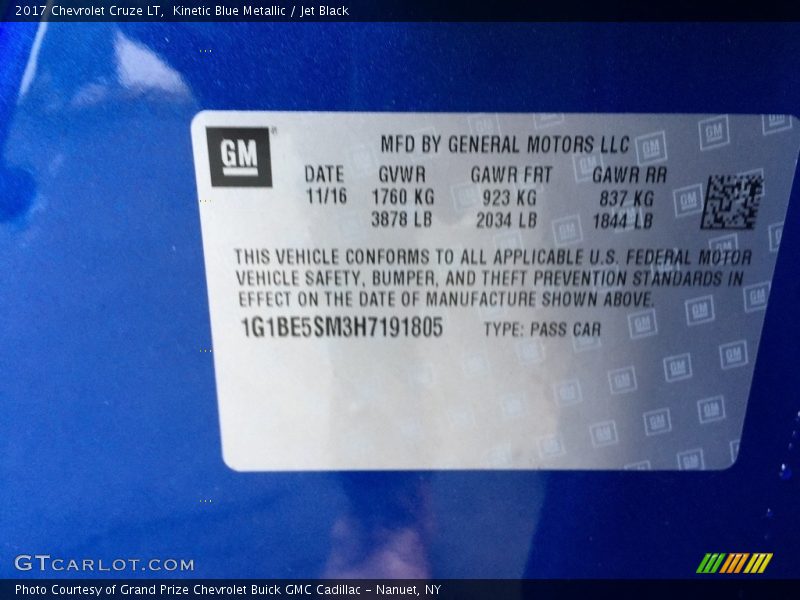 2017 Chevrolet Cruze LT,  Kinetic Blue Metallic / Jet Black
GM
MFD BY GENERAL MOTORS LLC
DATE GVWR GAWR FRT GAWR RR
11/16 1760 KG 923 KG 837 KG
3878 LB 2034 LB 1844 LB
THIS VEHICLE CONFORMS TO ALL APPLICABLE U.S. FEDERAL MOTOR
VEHICLE SAFETY, BUMPER, AND THEFT PREVENTION STANDARDS IN
EFFECT ON THE DATE OF MANUFACTURE SHOWN ABOVE.
1G1BE5SM3H7191805 TYPE: PASS CAR
GTCARLOT.COM
Photo Courtesy of Grand Prize Chevrolet Buick GMC Cadillac - Nanuet, NY